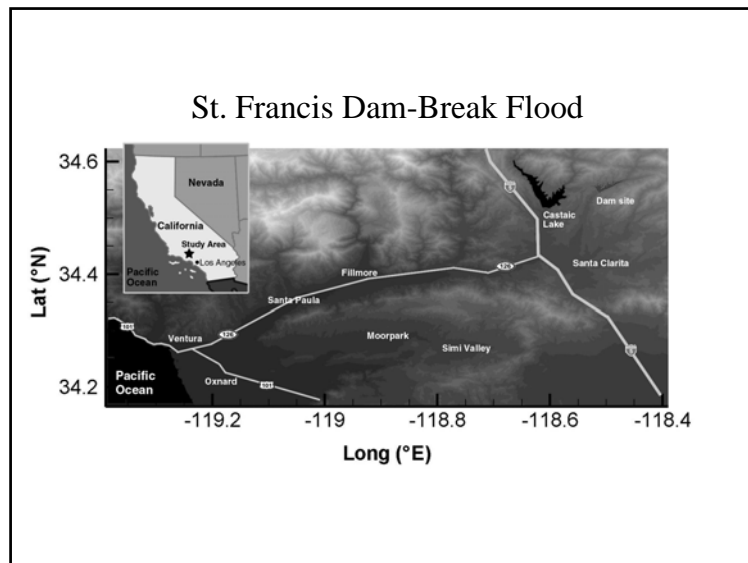 St. Francis Dam-Break Flood
34.6
34.4
34.2
Lat (°N)
Nevada
California
Study Area
Los Angeles
Pacific
Ocean
5
Dam site
Castaic
Lake
Santa Clarita
Fillmore
126
Santa Paula
101
126
Ventura
Moorpark
Simi Valley
5
Pacific
Ocean
Oxnard
101
-119.2
-119
-118.8
-118.6
-118.4
Long (°E)